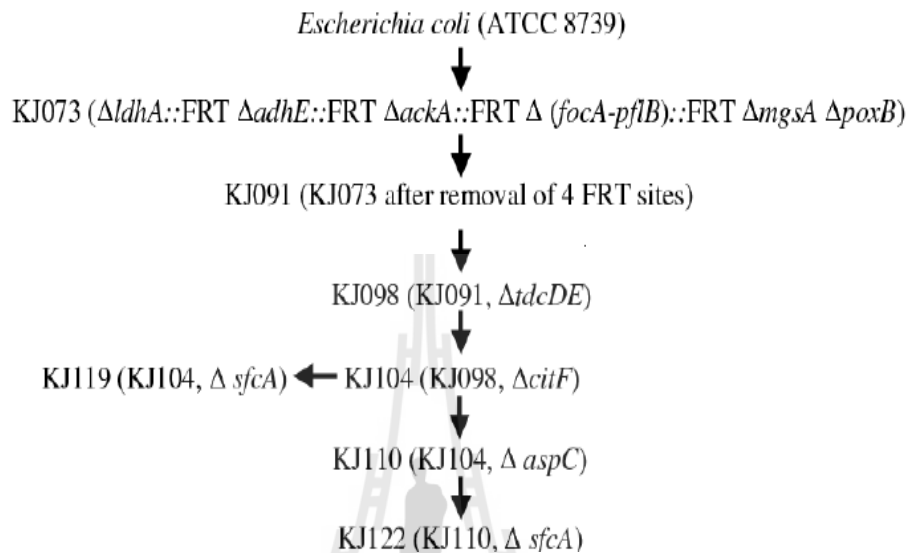 Escherichia coli (ATCC 8739)
KJ073 (ΔldhA::FRT ΔadhE::FRT ΔackA::FRT Δ (focA-pflB)::FRT ΔmgsA ΔpoxB)
KJ091 (KJ073 after removal of 4 FRT sites)
KJ098 (KJ091, ΔtdcDE)
KJ119 (KJ104, Δ sfcA) KJ104 (KJ098, ΔcitF)
KJ110 (KJ104, Δ aspC)
KJ122 (KJ110, Δ sfcA)